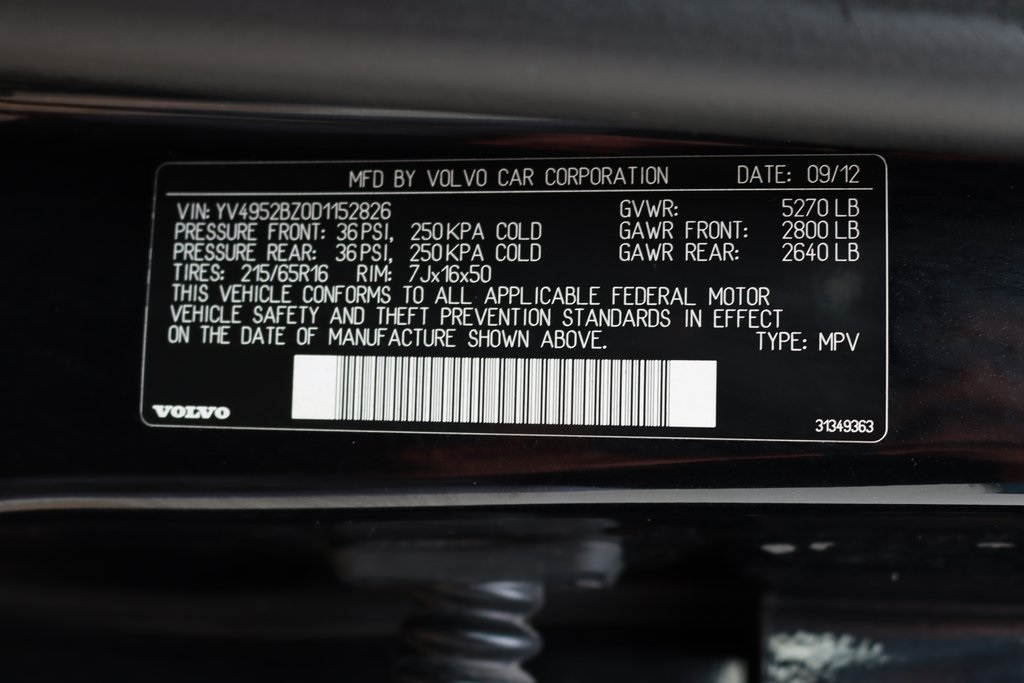 MFD BY VOLVO CAR CORPORATION DATE: 09/12
VIN: YV4952BZ0D1152826 GVWR: 5270 LB
PRESSURE FRONT: 36 PSI, 250 KPA COLD GAWR FRONT: 2800 LB
PRESSURE REAR: 36 PSI, 250 KPA COLD GAWR REAR: 2640 LB
TIRES: 215/65R16 RIM: 7Jx16x50
THIS VEHICLE CONFORMS TO ALL APPLICABLE FEDERAL MOTOR
VEHICLE SAFETY AND THEFT PREVENTION STANDARDS IN EFFECT
ON THE DATE OF MANUFACTURE SHOWN ABOVE. TYPE: MPV
VOLVO 31349363